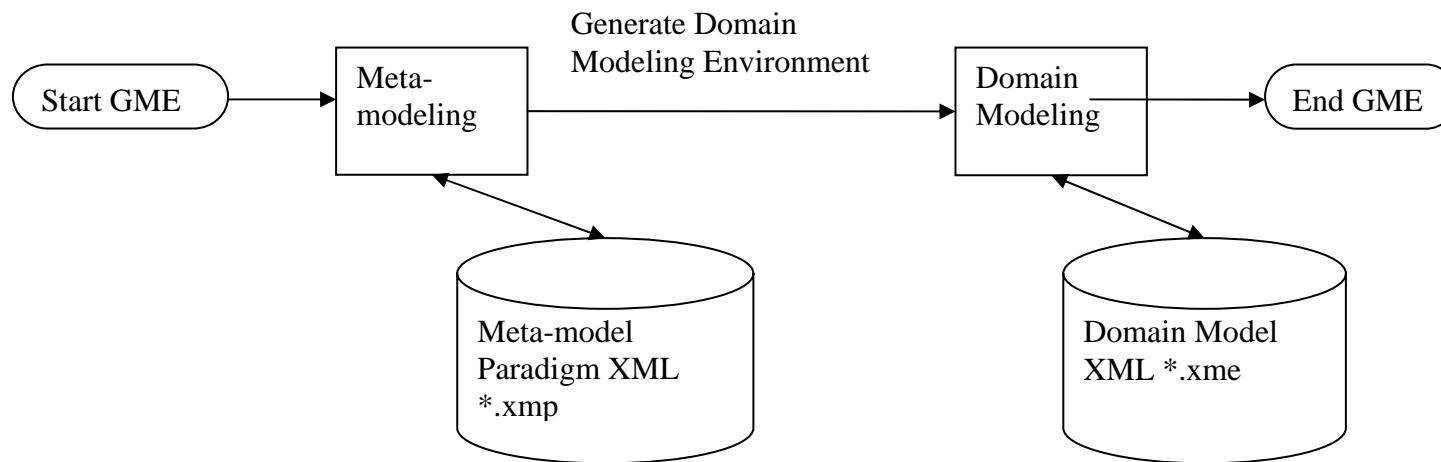 Generate Domain
Modeling Environment
Start GME
Meta-
modeling
Domain
Modeling
End GME
Meta-model
Paradigm XML
*.xmp
Domain Model
XML *.xme